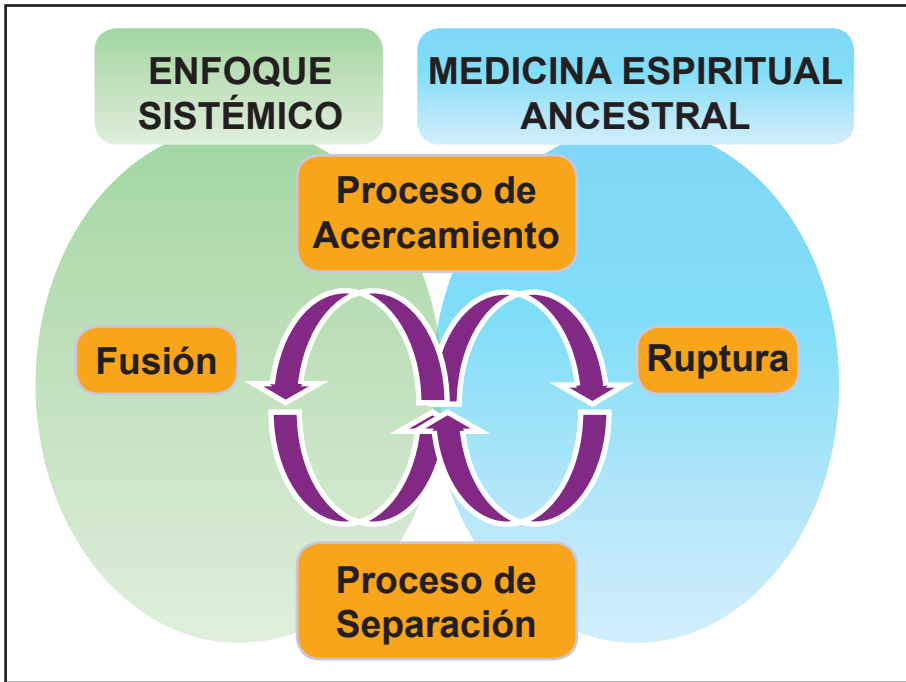 ENFOQUE
SISTÉMICO
MEDICINA ESPIRITUAL
ANCESTRAL
Proceso de
Acercamiento
Fusión
Ruptura
Proceso de
Separación